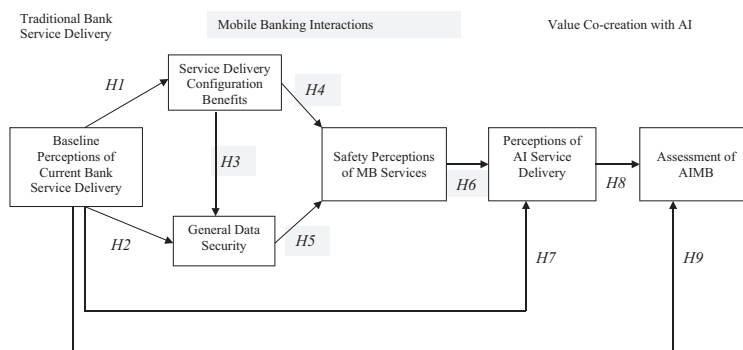 Traditional Bank
Service Delivery
Mobile Banking Interactions
Value Co-creation with AI
H1
Service Delivery
Configuration
Benefits
H4
Baseline
Perceptions of
Current Bank
Service Delivery
H3
Safety Perceptions
of MB Services
H6
Perceptions of
AI Service
Delivery
H8
Assessment of
AIMB
H2
General Data
Security
H5
H7
H9